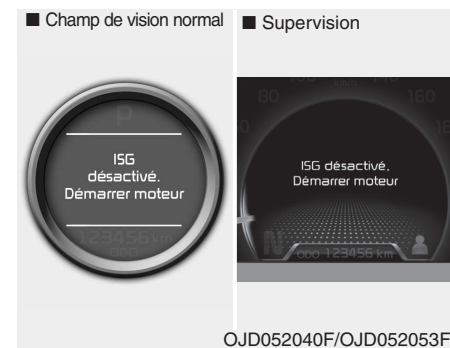 ■ Champ de vision normal
■ Supervision
P
ISG
désactivé.
Démarrer moteur
123456 km
ODO
80
160
ISG désactivé.
Démarrer moteur
N
ODO 123456 km
OJD052040F/OJD052053F